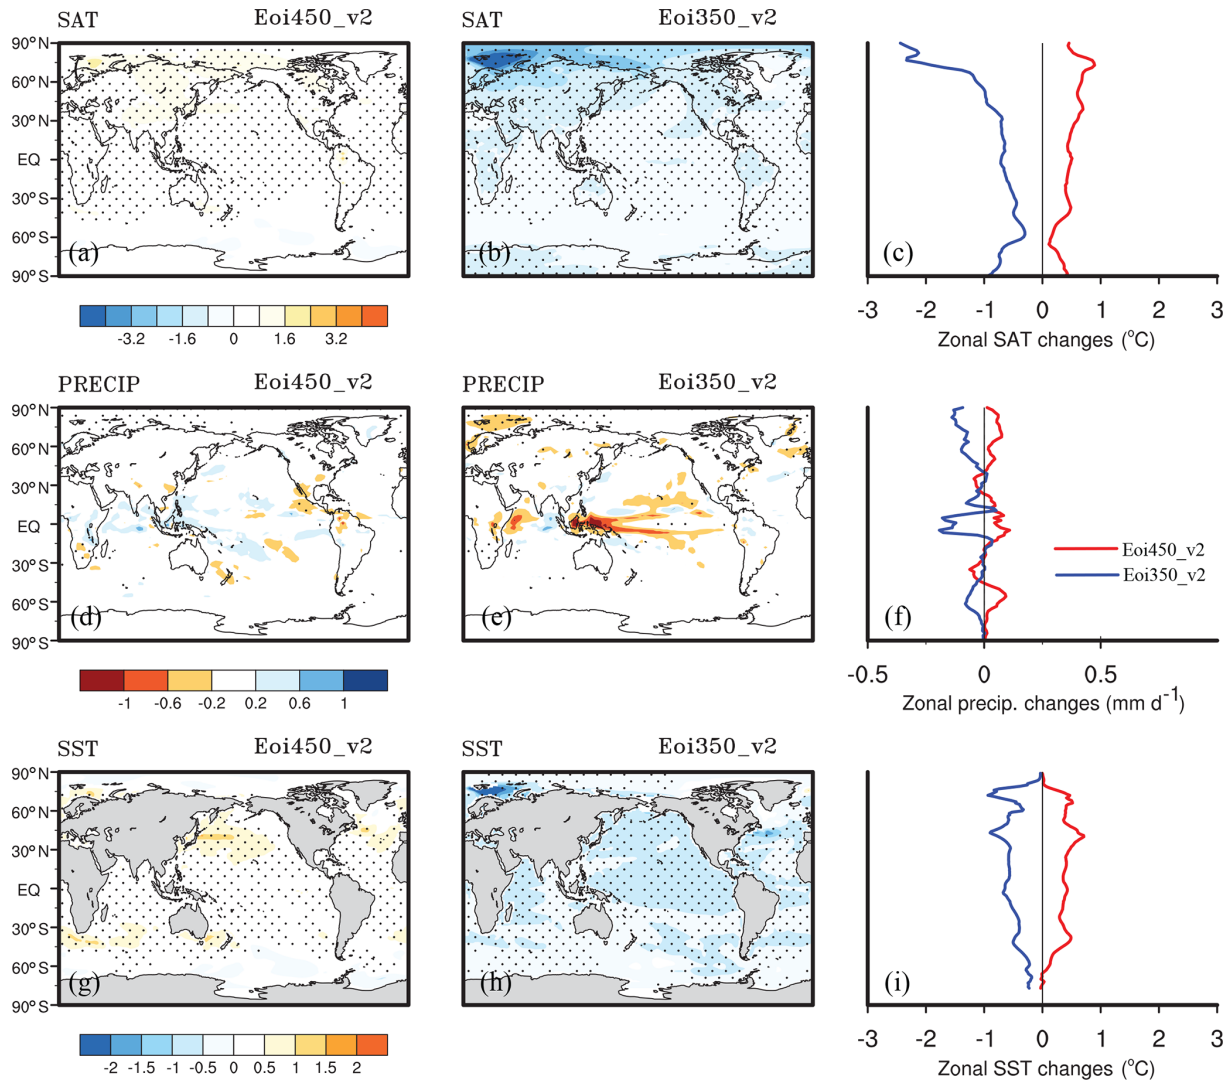 SAT Eoi450_v2 SAT Eoi350_v2
90°N
60°N
30°N
EQ
30°S
60°S
90°S
(a) (b) (c)
-3.2 -1.6 0 1.6 3.2
-3 -2 -1 0 1 2 3
Zonal SAT changes (°C)
PRECIP Eoi450_v2 PRECIP Eoi350_v2
90°N
60°N
30°N
EQ
30°S
60°S
90°S
(d) (e) (f)
Eoi450_v2
Eoi350_v2
-1 -0.6 -0.2 0.2 0.6 1
-0.5 0 0.5
Zonal precip. changes (mm d⁻¹)
SST Eoi450_v2 SST Eoi350_v2
90°N
60°N
30°N
EQ
30°S
60°S
90°S
(g) (h) (i)
-2 -1.5 -1 -0.5 0 0.5 1 1.5 2
-3 -2 -1 0 1 2 3
Zonal SST changes (°C)